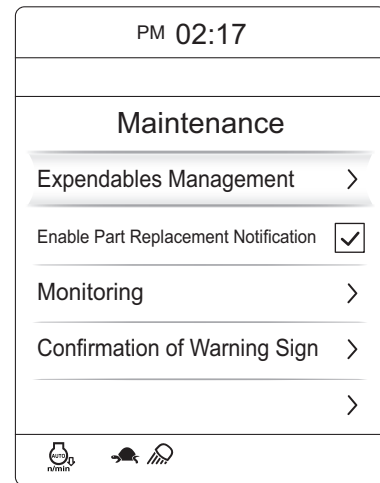 PM 02:17
Maintenance
Expendables Management
Enable Part Replacement Notification
Monitoring
Confirmation of Warning Sign
AUTO
n/min